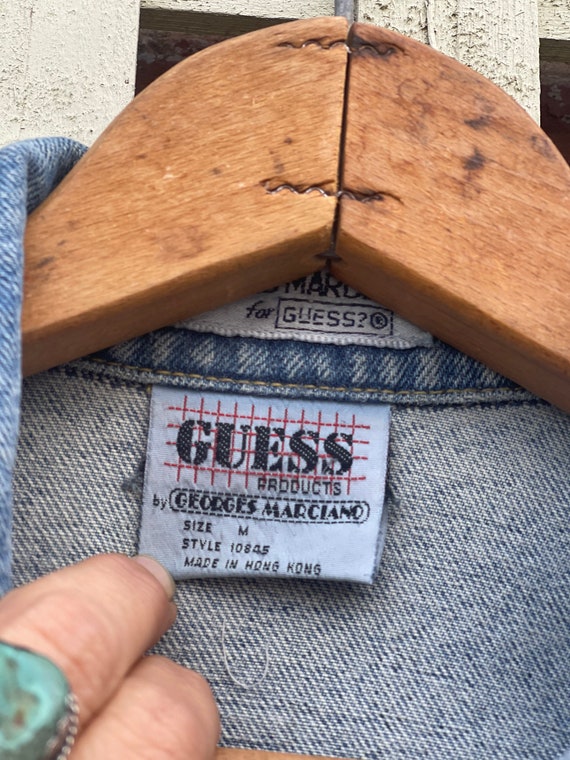 for GUESS?®
GUESS
PRODUCTS
by GEORGES MARCIANO
SIZE M
STYLE 10845
MADE IN HONG KONG